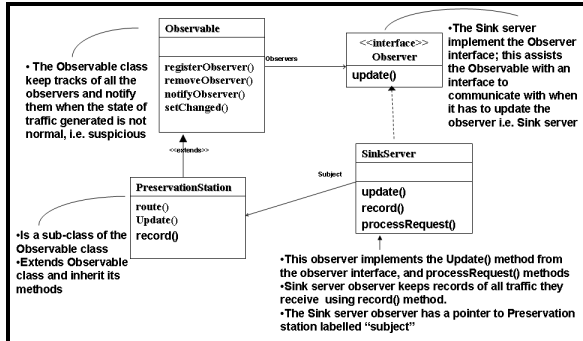 Observable
registerObserver()
removeObserver()
notifyObserver()
setChanged()
Observers
<<interface>>
Observer
update()
• The Observable class
keep tracks of all the
observers and notify
them when the state of
traffic generated is not
normal, i.e. suspicious
• The Sink server
implement the Observer
interface; this assists
the Observable with an
interface to
communicate with when
it has to update the
observer i.e. Sink server
<<extends>>
PreservationStation
route()
Update()
record()
Subject
SinkServer
update()
record()
processRequest()
•Is a sub-class of the
Observable class
•Extends Observable
class and inherit its
methods
•This observer implements the Update() method from
the observer interface, and processRequest() methods
•Sink server observer keeps records of all traffic they
receive using record() method.
•The Sink server observer has a pointer to Preservation
station labelled “subject”